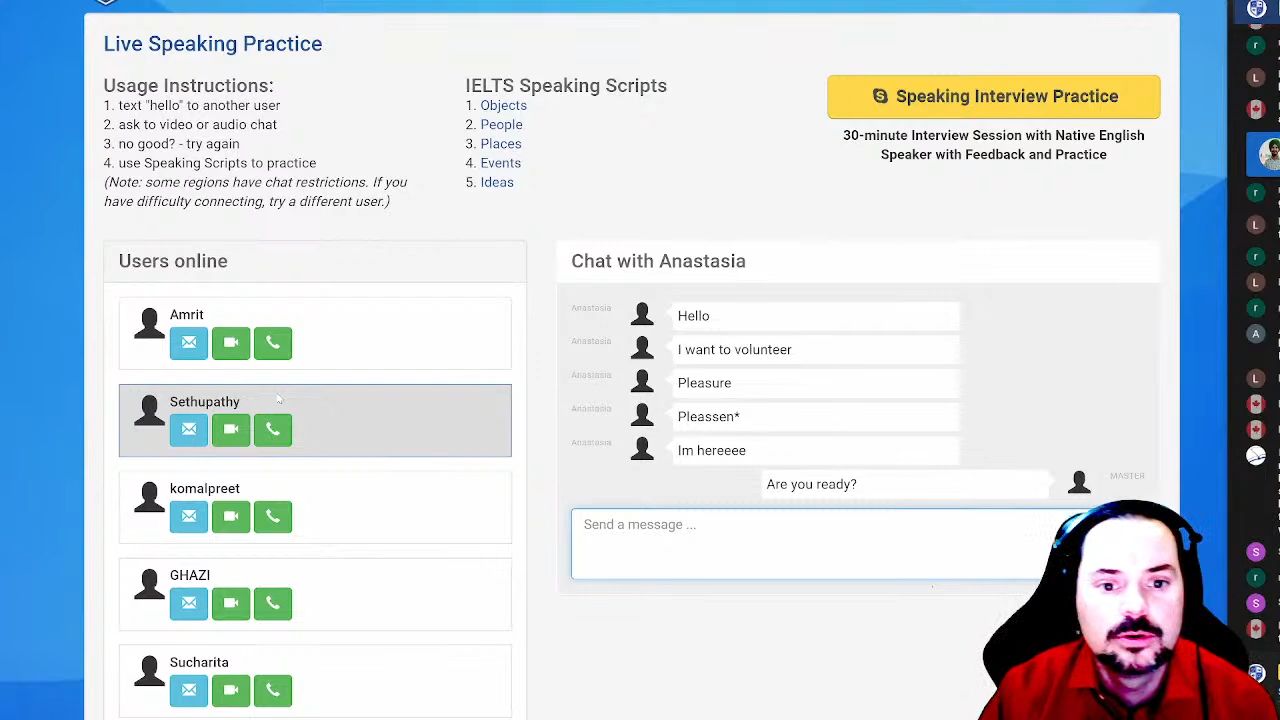 Live Speaking Practice
Usage Instructions:
1. text "hello" to another user
2. ask to video or audio chat
3. no good? - try again
4. use Speaking Scripts to practice
(Note: some regions have chat restrictions. If you
have difficulty connecting, try a different user.)
IELTS Speaking Scripts
1. Objects
2. People
3. Places
4. Events
5. Ideas
Speaking Interview Practice
30-minute Interview Session with Native English
Speaker with Feedback and Practice
Users online
Amrit
Sethupathy
komalpreet
GHAZI
Sucharita
Chat with Anastasia
Anastasia
Hello
Anastasia
I want to volunteer
Anastasia
Pleasure
Anastasia
Pleassen*
Anastasia
Im hereeee
Are you ready?
MASTER
Send a message ...
r
L
r
L
r
L
r
A
L
S
r
S